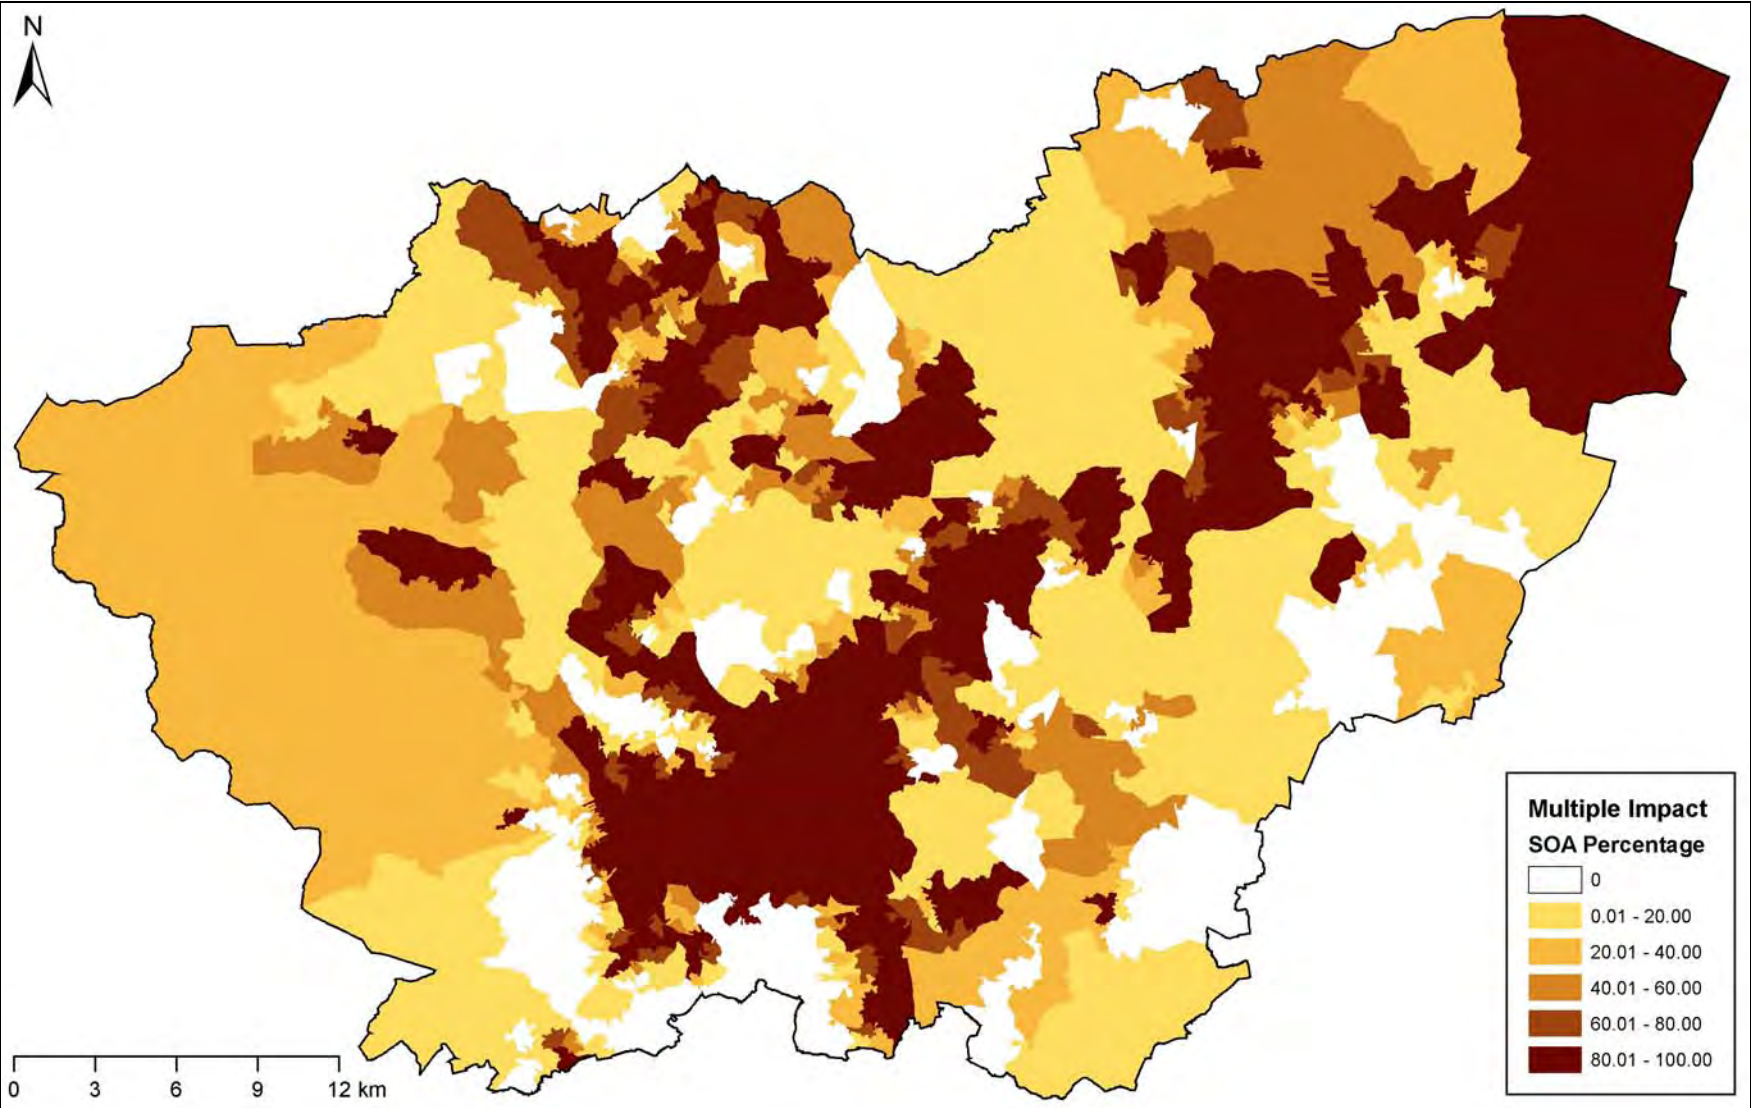 N
Multiple Impact
SOA Percentage
0
0.01 - 20.00
20.01 - 40.00
40.01 - 60.00
60.01 - 80.00
80.01 - 100.00
0 3 6 9 12 km